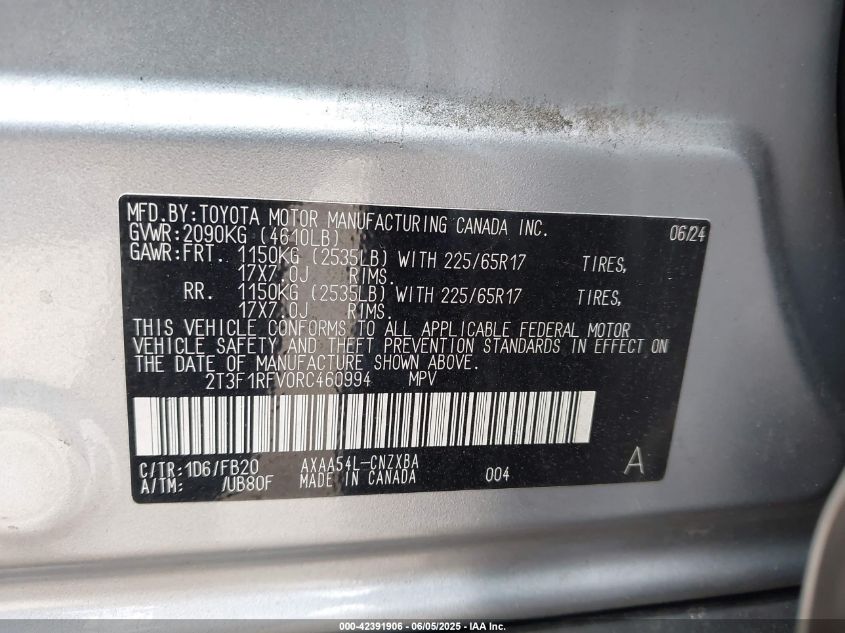 MFD.BY:TOYOTA MOTOR MANUFACTURING CANADA INC. 06/24
GVWR:2090KG (4610LB)
GAWR:FRT. 1150KG (2535LB) WITH 225/65R17 TIRES,
17X7.0J RIMS.
RR. 1150KG (2535LB) WITH 225/65R17 TIRES,
17X7.0J RIMS.
THIS VEHICLE CONFORMS TO ALL APPLICABLE FEDERAL MOTOR
VEHICLE SAFETY AND THEFT PREVENTION STANDARDS IN EFFECT ON
THE DATE OF MANUFACTURE SHOWN ABOVE.
2T3F1RFV0RC460994 MPV
C/TR:1D6/FB20 AXAA54L-CNZXBA
A/TM: /UB80F MADE IN CANADA 004 A
000-42391906 - 06/05/2025 - IAA Inc.